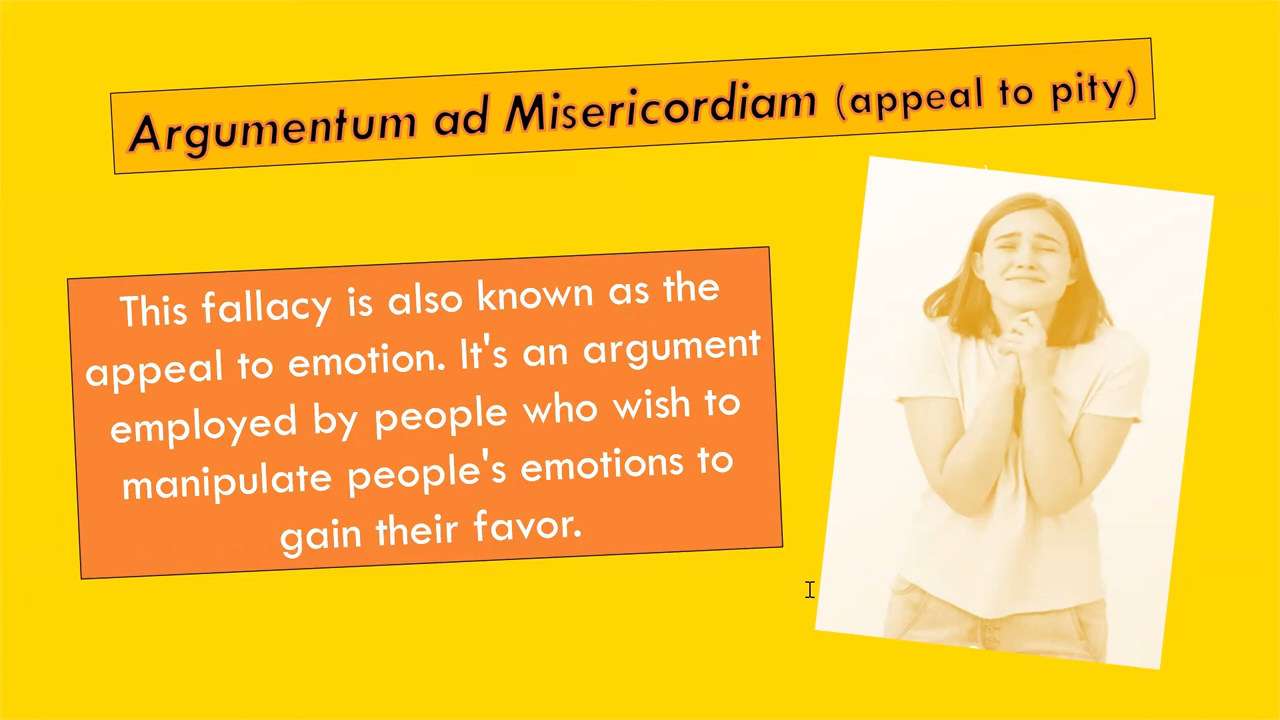 Argumentum ad Misericordiam (appeal to pity)
This fallacy is also known as the
appeal to emotion. It's an argument
employed by people who wish to
manipulate people's emotions to
gain their favor.